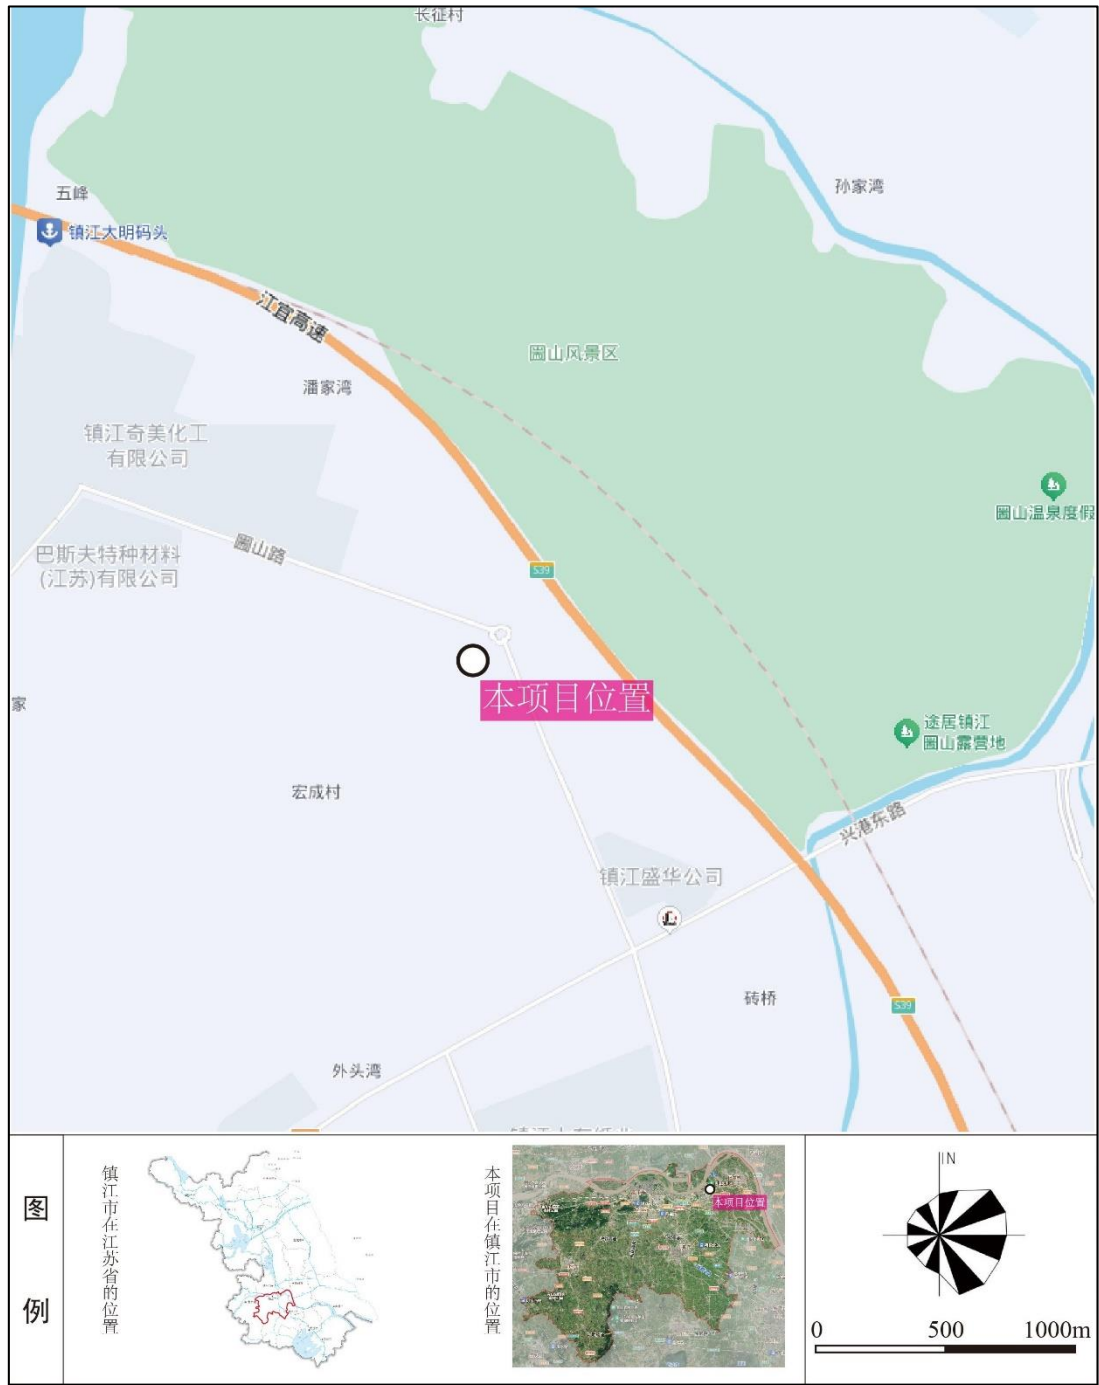 长征村
孙家湾
五峰
镇江大明码头
江宜高速
圌山风景区
潘家湾
镇江奇美化工
有限公司
圌山温泉度假
圌山路
巴斯夫特种材料
(江苏)有限公司
S39
本项目位置
家
途居镇江
圌山露营地
宏成村
兴港东路
镇江盛华公司
砖桥
S39
外头湾
图例
镇江市在江苏省的位置
本项目在镇江市的位置
本项目位置
N
0 500 1000m